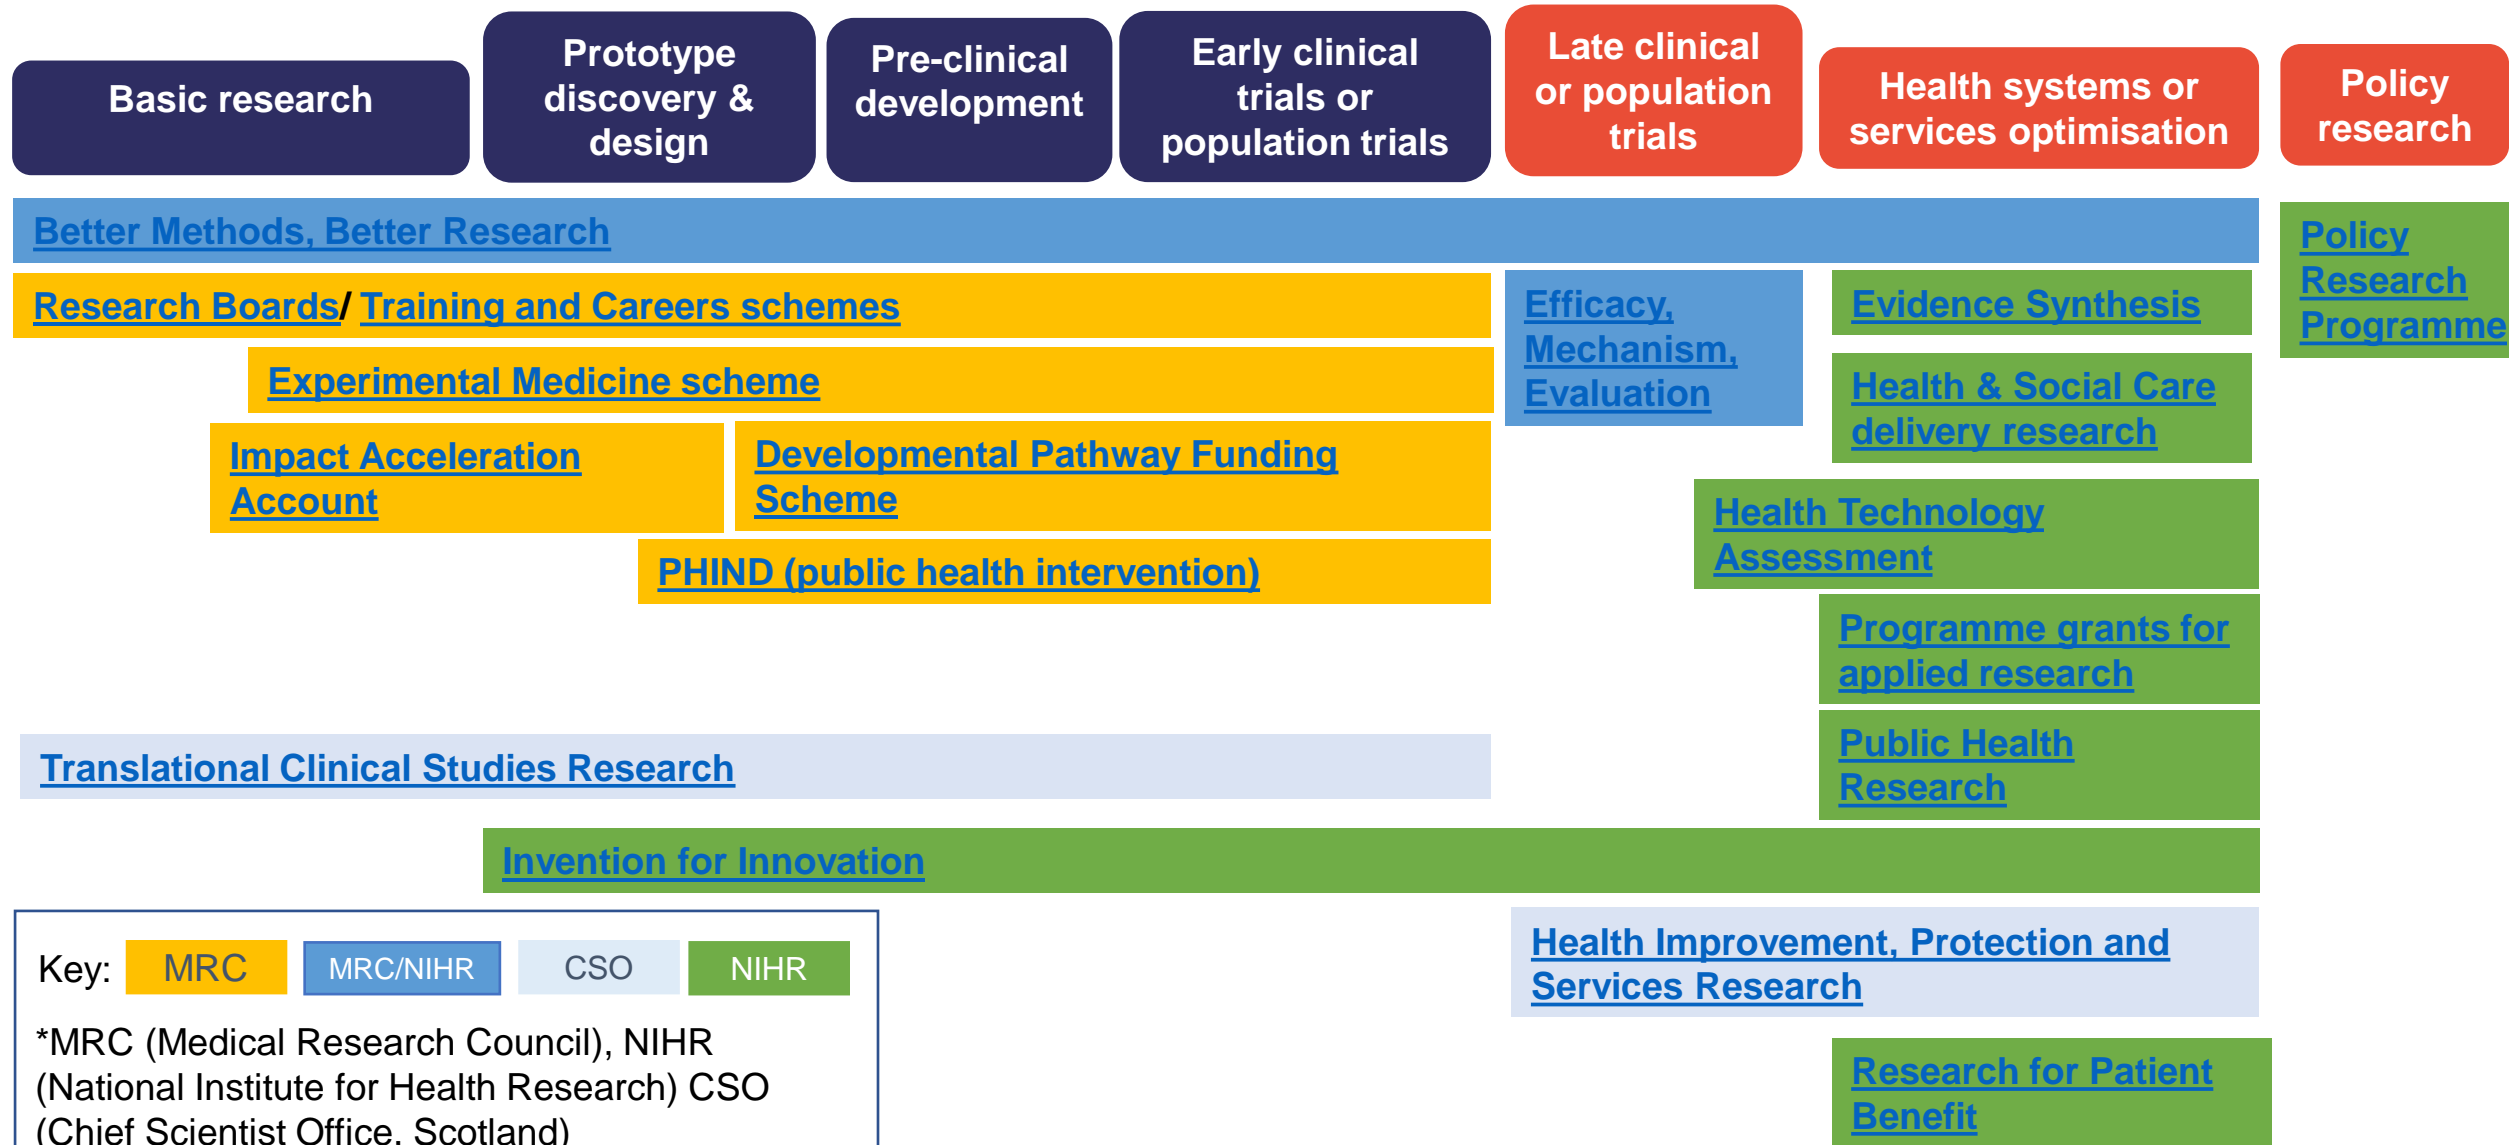 Basic research
Prototype
discovery &
design
Pre-clinical
development
Early clinical
trials or
population trials
Late clinical
or population
trials
Health systems or
services optimisation
Policy
research
Better Methods, Better Research
Policy
Research
Programme
Research Boards/ Training and Careers schemes
Efficacy,
Mechanism,
Evaluation
Evidence Synthesis
Experimental Medicine scheme
Health & Social Care
delivery research
Impact Acceleration
Account
Developmental Pathway Funding
Scheme
Health Technology
Assessment
PHIND (public health intervention)
Programme grants for
applied research
Translational Clinical Studies Research
Public Health
Research
Invention for Innovation
Health Improvement, Protection and
Services Research
Research for Patient
Benefit
Key: MRC MRC/NIHR CSO NIHR
*MRC (Medical Research Council), NIHR
(National Institute for Health Research) CSO
(Chief Scientist Office, Scotland)